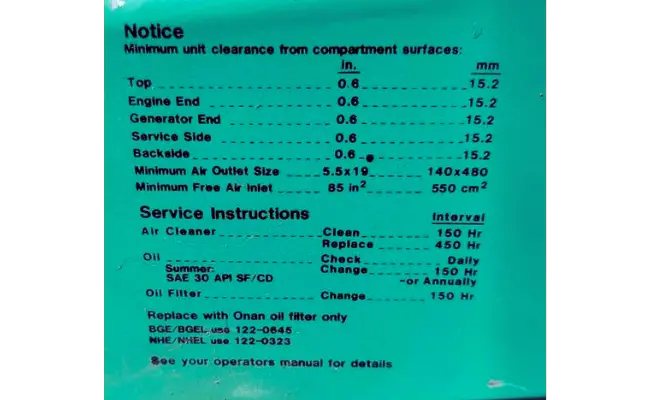 Notice
Minimum unit clearance from compartment surfaces:
in. mm
Top 0.6 15.2
Engine End 0.6 15.2
Generator End 0.6 15.2
Service Side 0.6 15.2
Backside 0.6 15.2
Minimum Air Outlet Size 5.5x19 140x480
Minimum Free Air Inlet 85 in² 550 cm²
Service Instructions Interval
Air Cleaner Clean 150 Hr
Replace 450 Hr
Oil Check Daily
Summer: Change 150 Hr
SAE 30 API SF/CD -or Annually
Oil Filter Change 150 Hr
Replace with Onan oil filter only
BGE/BGEL use 122-0645
NHE/NHEL use 122-0323
See your operators manual for details